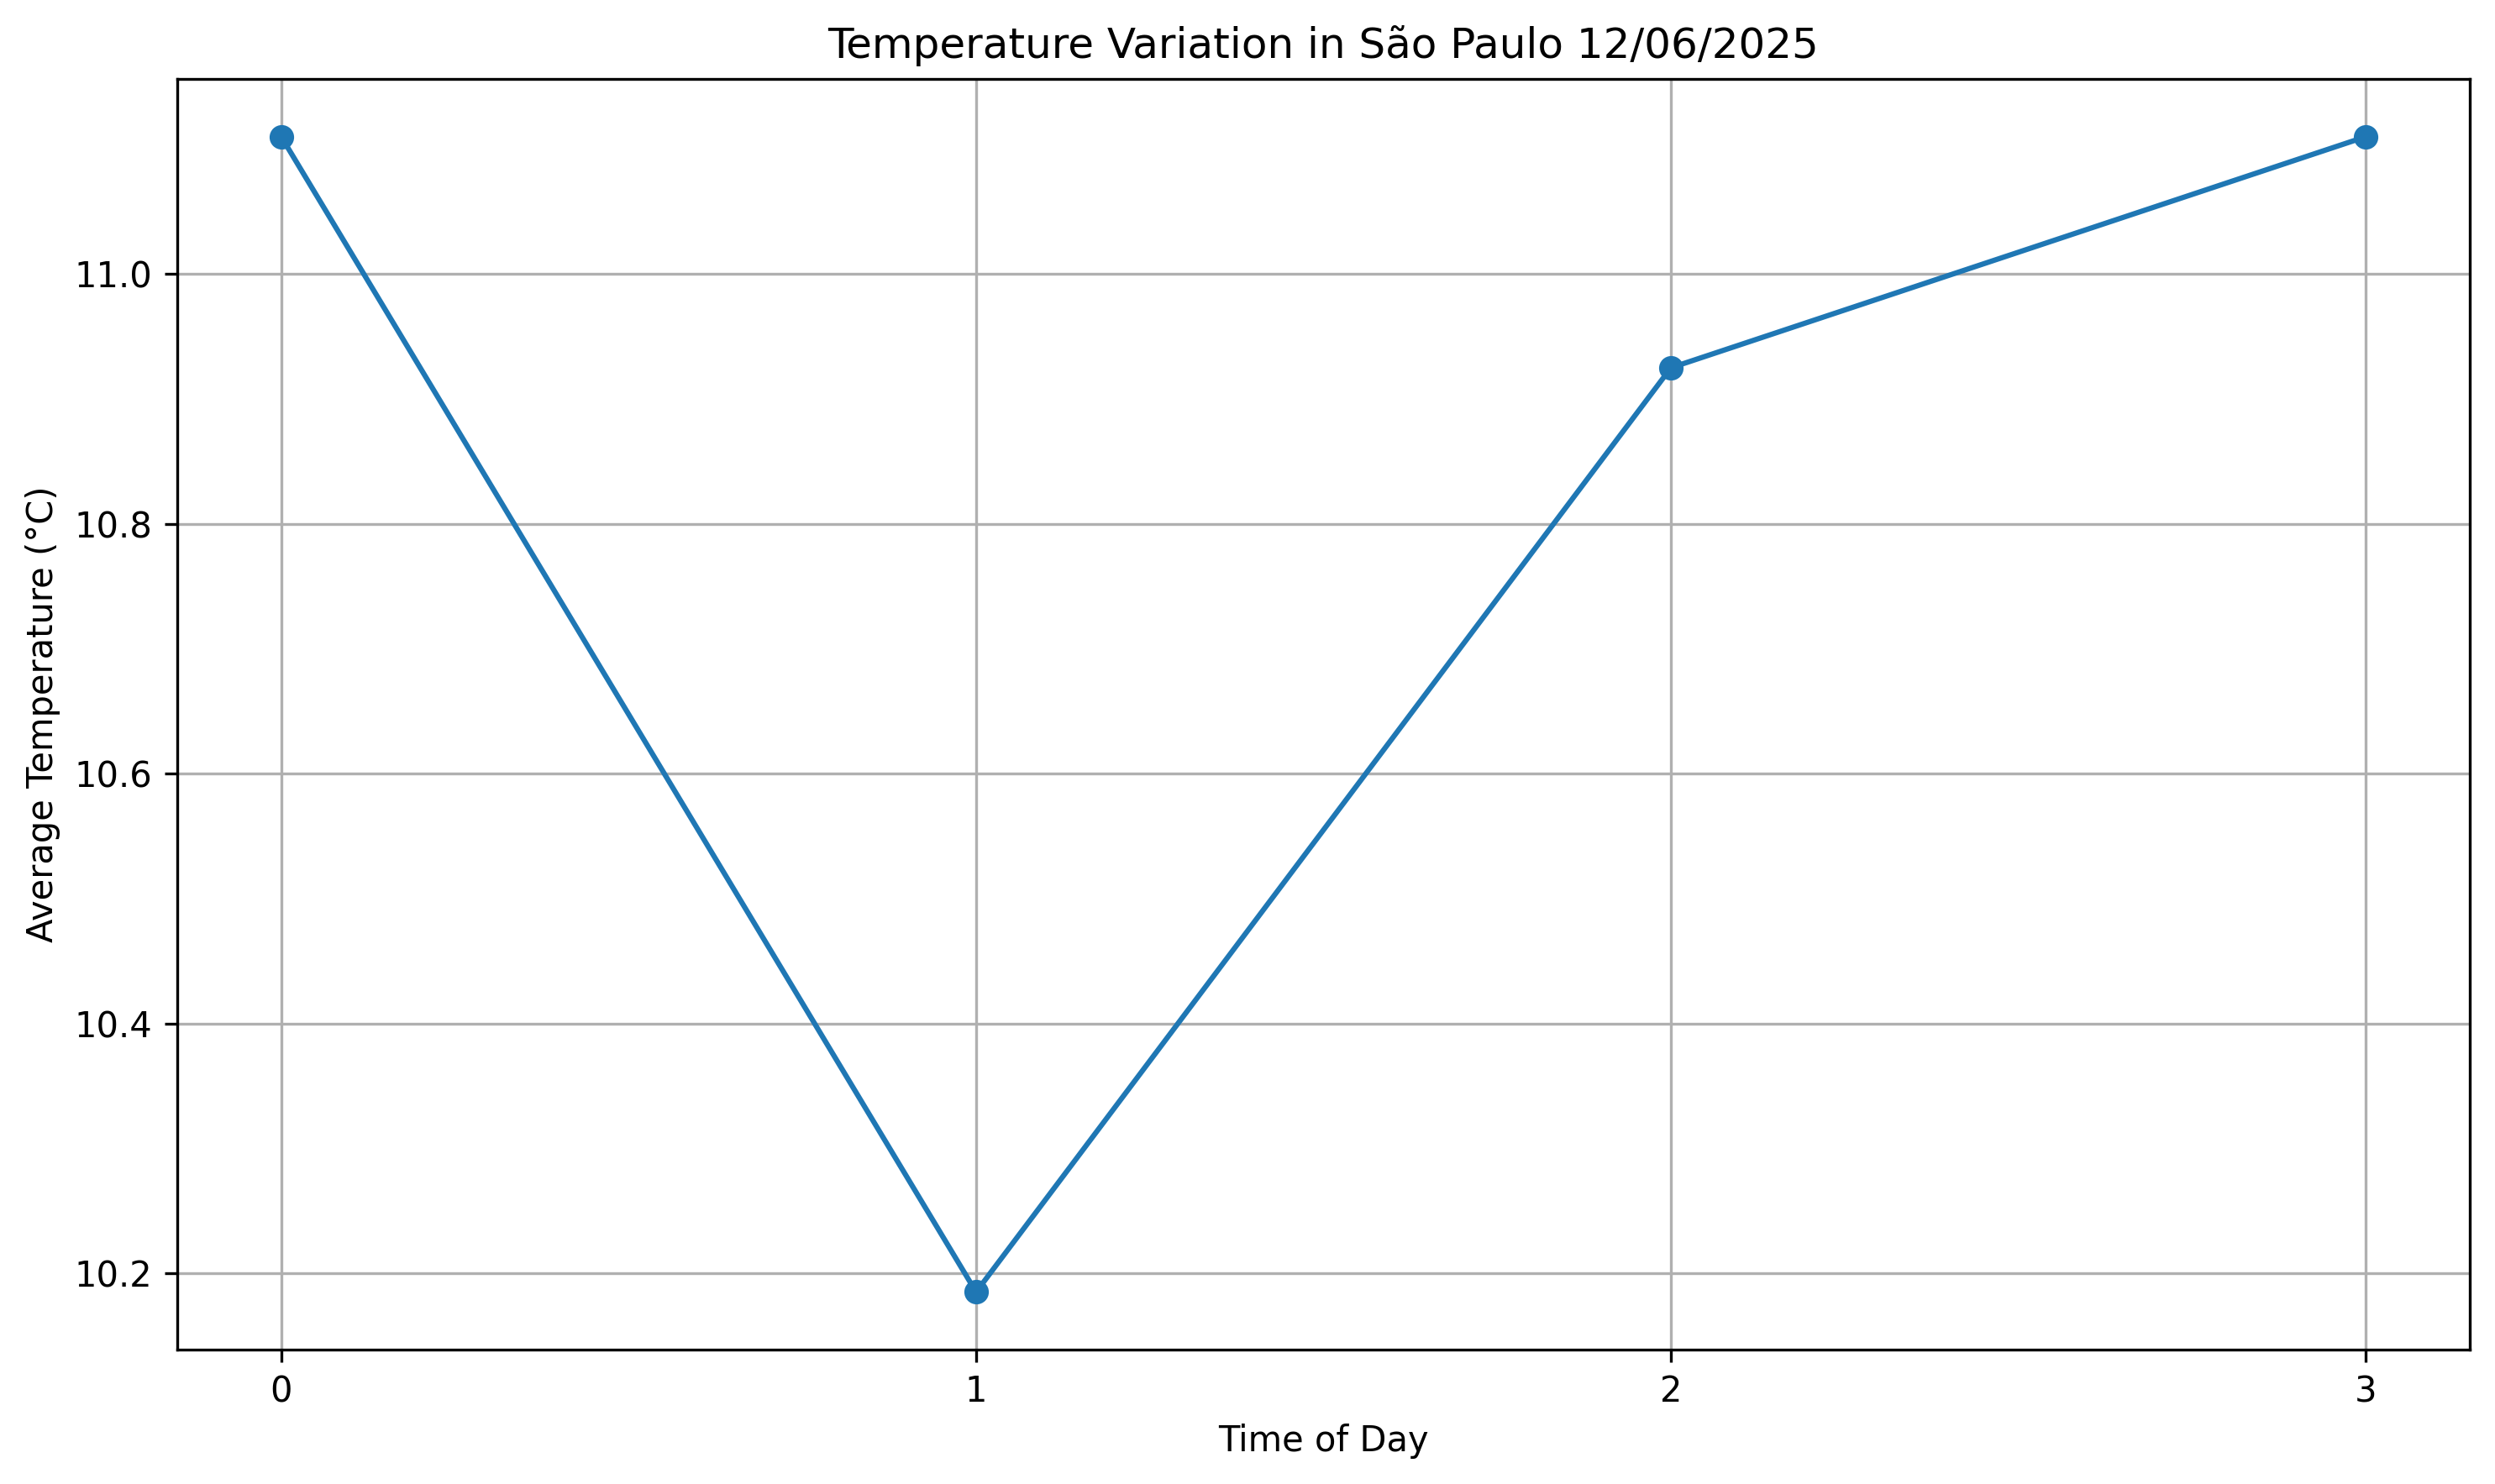 Temperature Variation in São Paulo 12/06/2025
Average Temperature (°C)
11.0
10.8
10.6
10.4
10.2
0 1 2 3
Time of Day